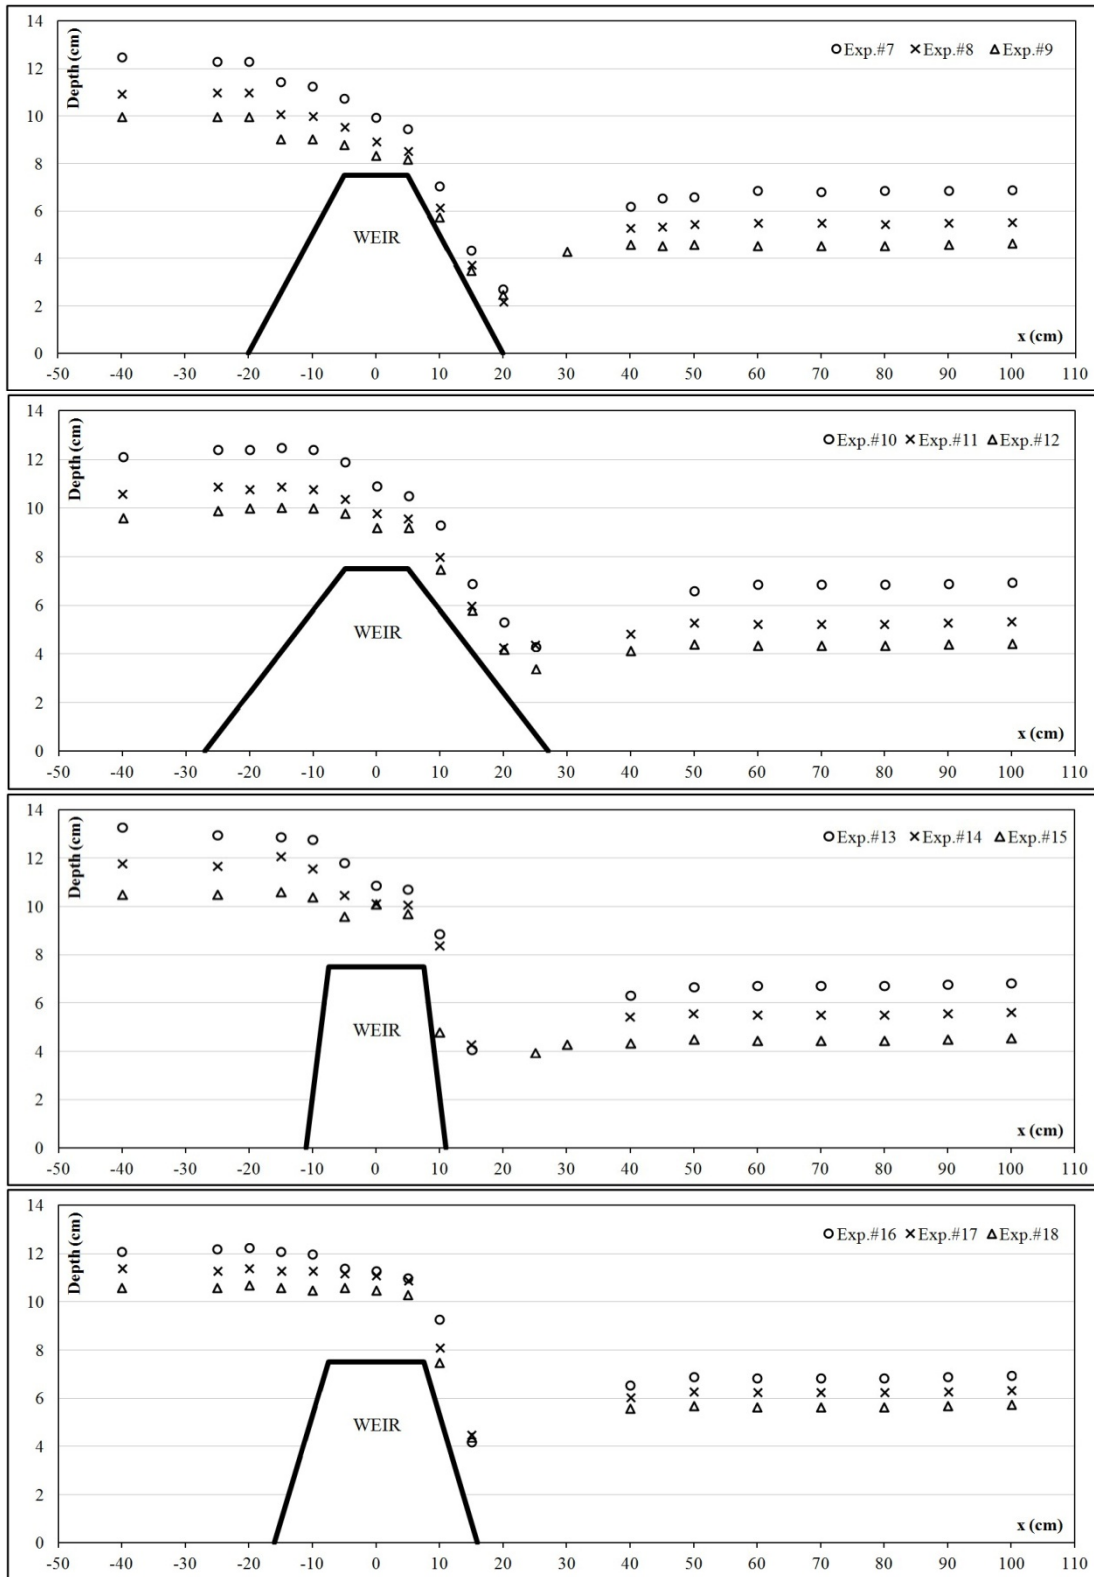 14
Depth (cm)
Exp.#7 Exp.#8 Exp.#9
12
10
8
WEIR
6
4
2
x (cm)
0
-50 -40 -30 -20 -10 0 10 20 30 40 50 60 70 80 90 100 110
14
Depth (cm)
Exp.#10 Exp.#11 Exp.#12
12
10
8
6
WEIR
4
2
x (cm)
0
-50 -40 -30 -20 -10 0 10 20 30 40 50 60 70 80 90 100 110
14
Depth (cm)
Exp.#13 Exp.#14 Exp.#15
12
10
8
6
WEIR
4
2
x (cm)
0
-50 -40 -30 -20 -10 0 10 20 30 40 50 60 70 80 90 100 110
14
Depth (cm)
Exp.#16 Exp.#17 Exp.#18
12
10
8
6
WEIR
4
2
x (cm)
0
-50 -40 -30 -20 -10 0 10 20 30 40 50 60 70 80 90 100 110